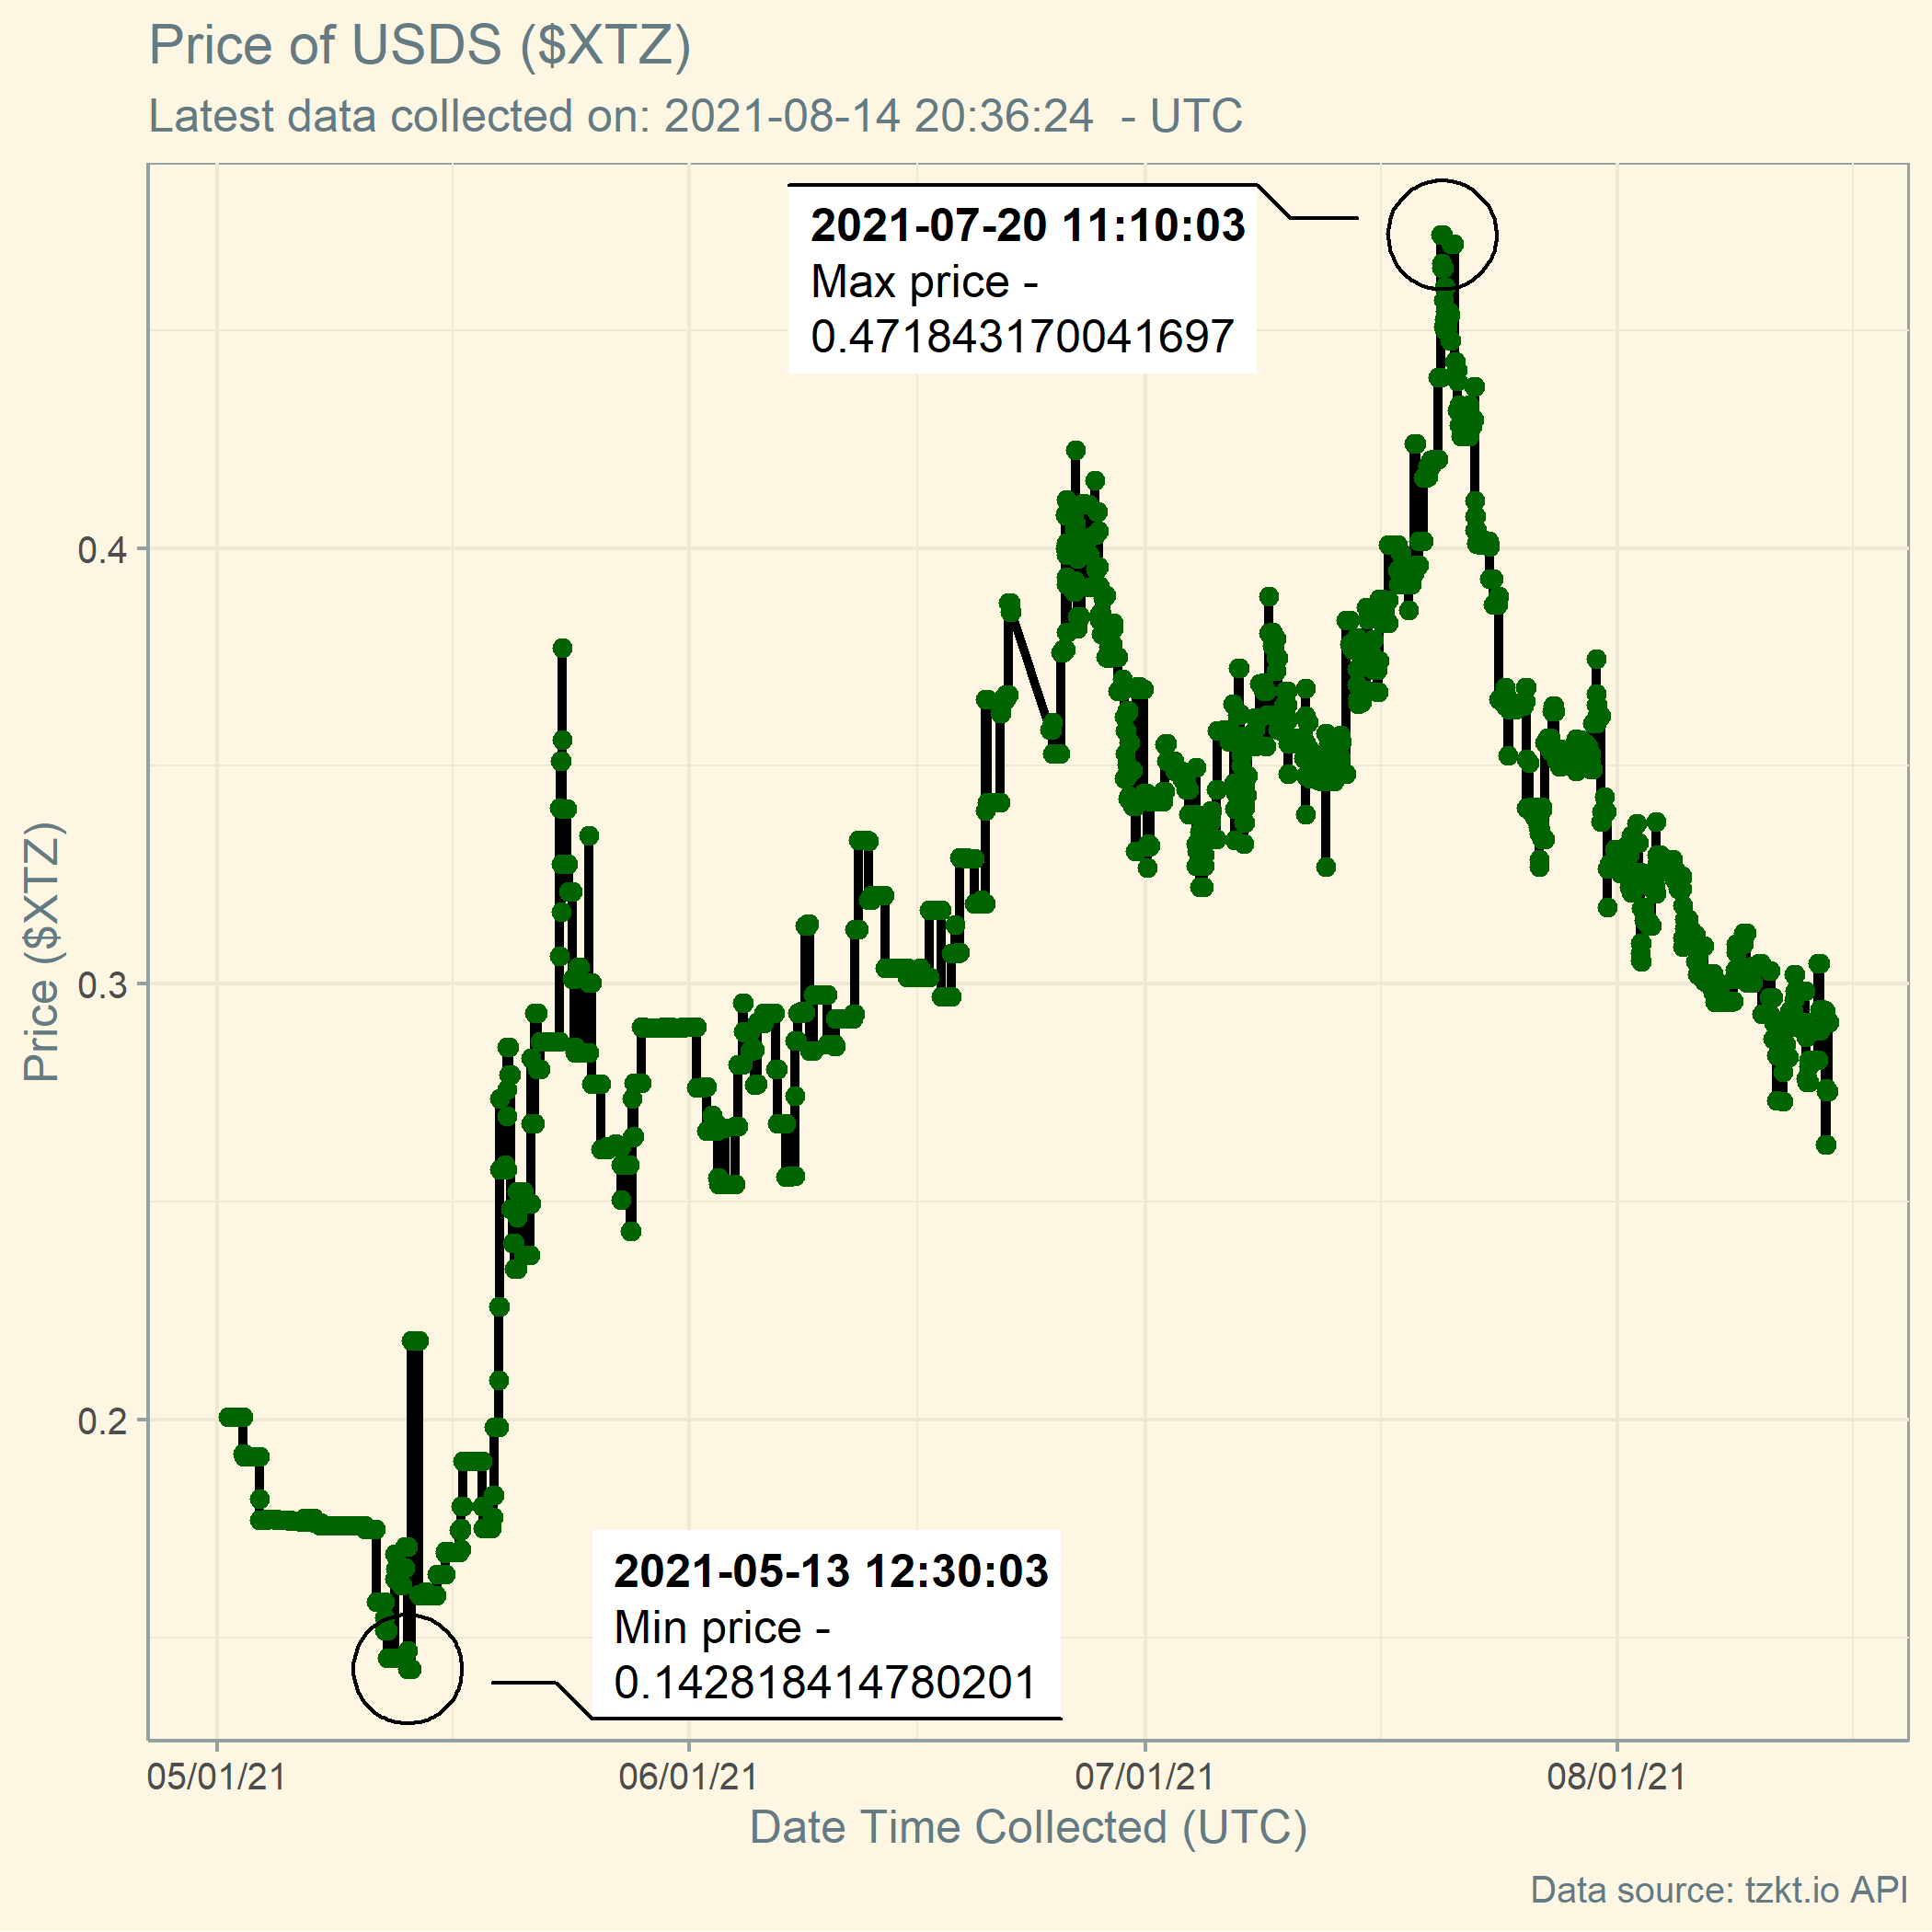 Price of USDS ($XTZ)
Latest data collected on: 2021-08-14 20:36:24  - UTC
2021-07-20 11:10:03
Max price -
0.471843170041697
0.4
0.3
0.2
Price ($XTZ)
2021-05-13 12:30:03
Min price -
0.142818414780201
05/01/21 06/01/21 07/01/21 08/01/21
Date Time Collected (UTC)
Data source: tzkt.io API